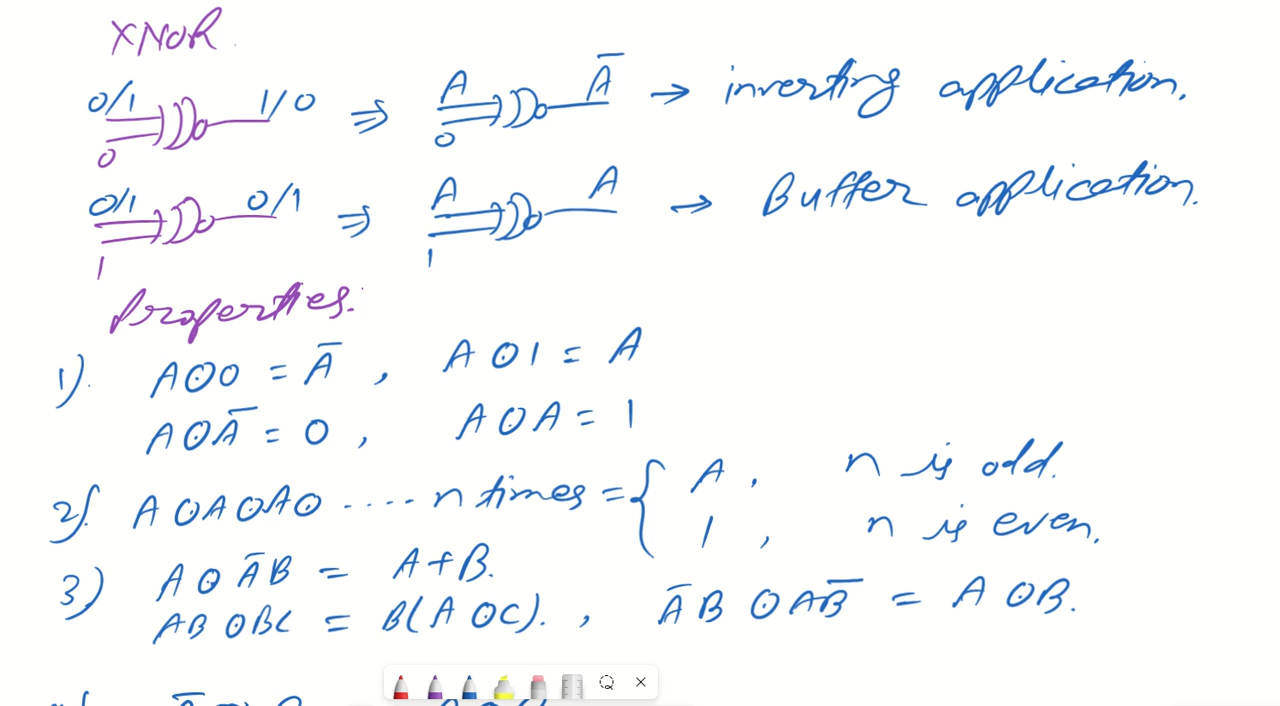 XNOR
0/1 1/0 ⇒ A Ā → inverting application.
0 0
0/1 0/1 ⇒ A A → Buffer application.
1 1
Properties:
1). A⊙0 = Ā , A⊙1 = A
A⊙Ā = 0 , A⊙A = 1
2). A⊙A⊙A⊙ ···· n times = { A , n is odd.
1 , n is even.
3) A⊙ĀB = A+B.
AB⊙BC = B(A⊙C). , ĀB⊙AB̄ = A⊙B.